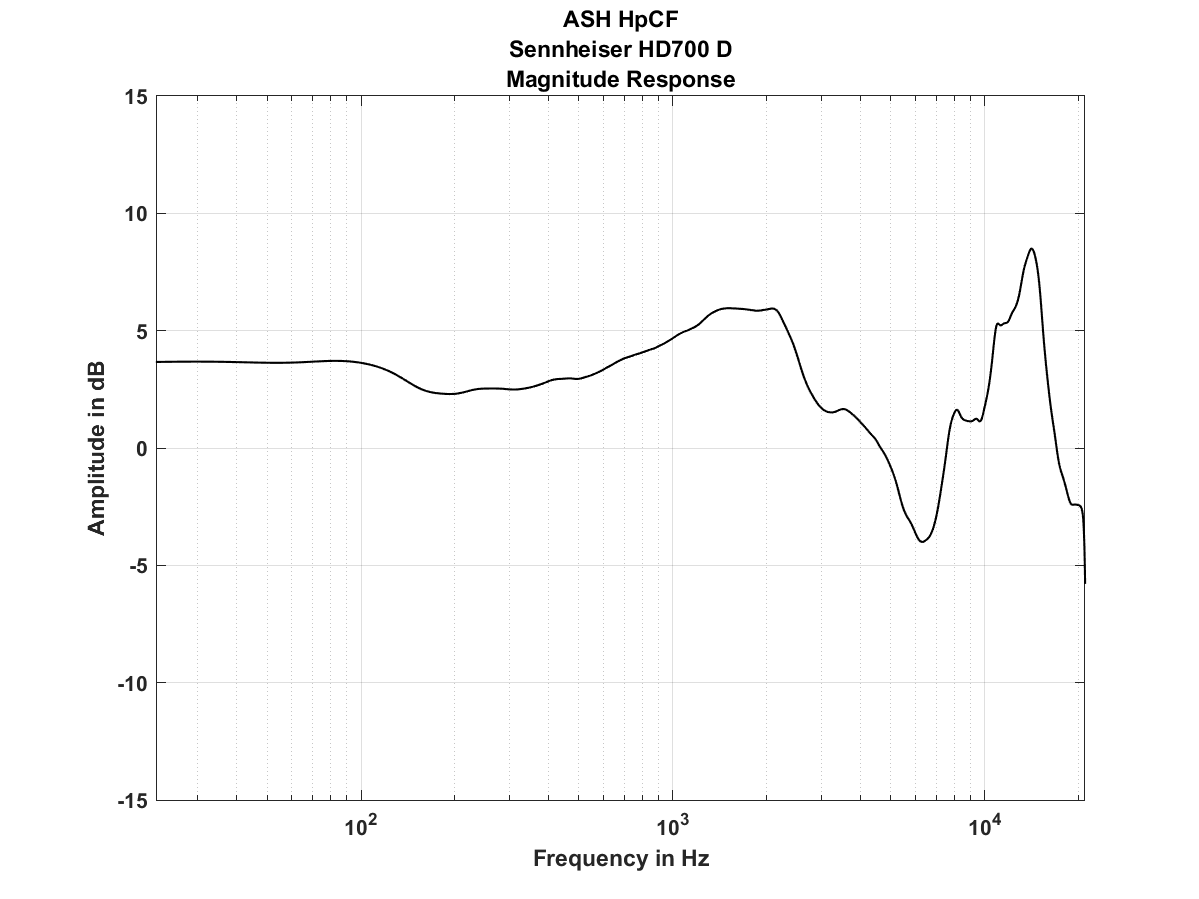 ASH HpCF
Sennheiser HD700 D
Magnitude Response
15
10
5
0
-5
-10
-15
Amplitude in dB
10²
10³
10⁴
Frequency in Hz